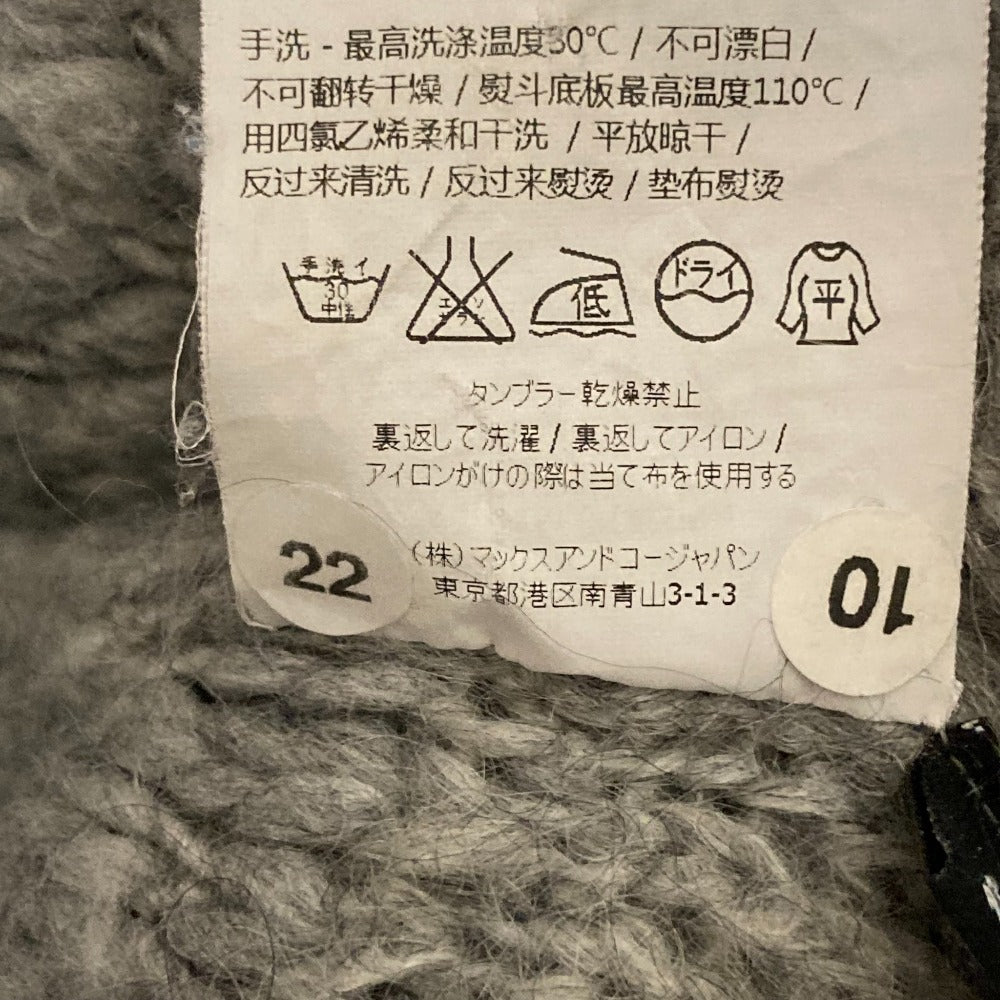 手洗 - 最高洗涤温度30℃ / 不可漂白 /
不可翻转干燥 / 熨斗底板最高温度110℃ /
用四氯乙烯柔和干洗 / 平放晾干 /
反过来清洗 / 反过来熨烫 / 垫布熨烫
手洗イ
30
中性
エンソ
サラシ
低
ドライ
平
タンブラー乾燥禁止
裏返して洗濯 / 裏返してアイロン /
アイロンがけの際は当て布を使用する
(株)マックスアンドコージャパン
東京都港区南青山3-1-3
22
10